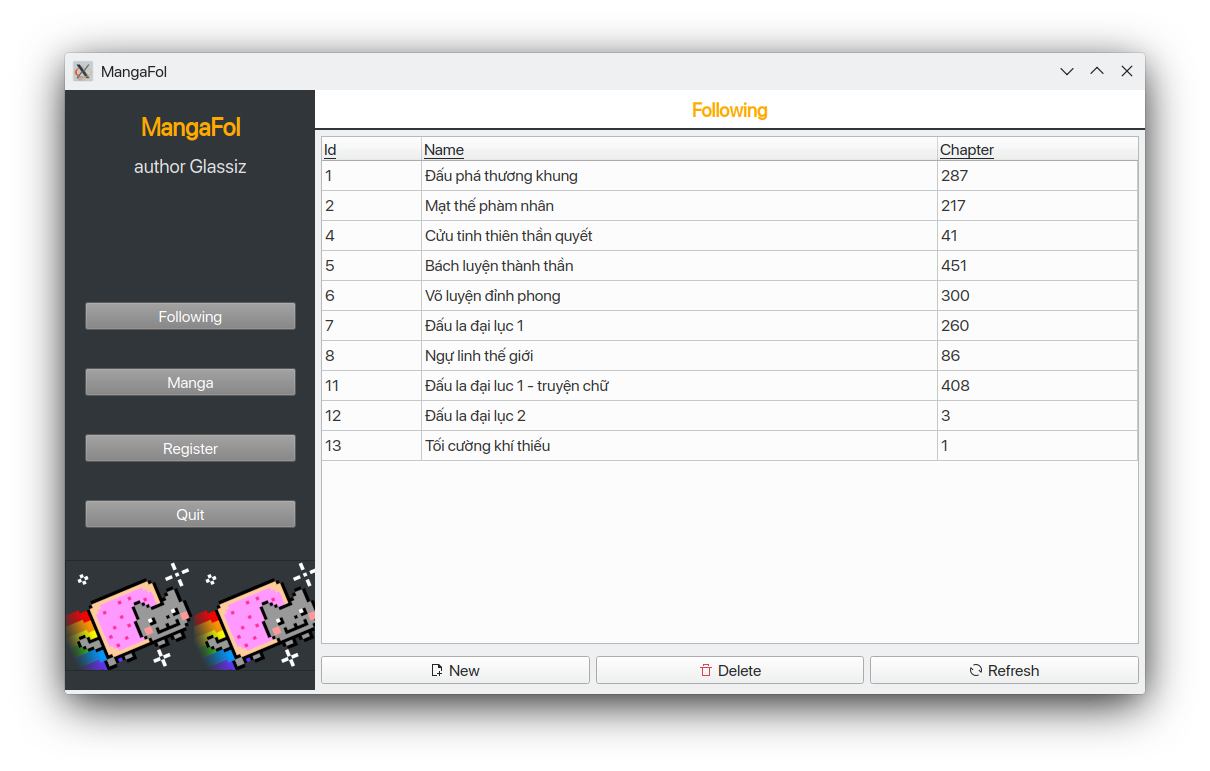 MangaFol
MangaFol
author Glassiz
Following
Manga
Register
Quit
Following
Id Name Chapter
1 Đấu phá thương khung 287
2 Mạt thế phàm nhân 217
4 Cửu tinh thiên thần quyết 41
5 Bách luyện thành thần 451
6 Võ luyện đỉnh phong 300
7 Đấu la đại lục 1 260
8 Ngự linh thế giới 86
11 Đấu la đại luc 1 - truyện chữ 408
12 Đấu la đại lục 2 3
13 Tối cường khí thiếu 1
New Delete Refresh